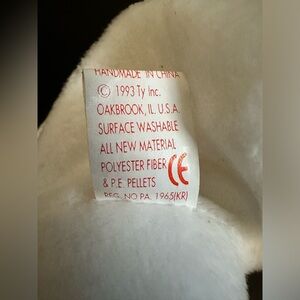 HANDMADE IN CHINA
© 1993 Ty Inc.
OAKBROOK, IL. U.S.A.
SURFACE WASHABLE
ALL NEW MATERIAL
POLYESTER FIBER
& P.E. PELLETS CE
REG. NO PA. 1965(KR)